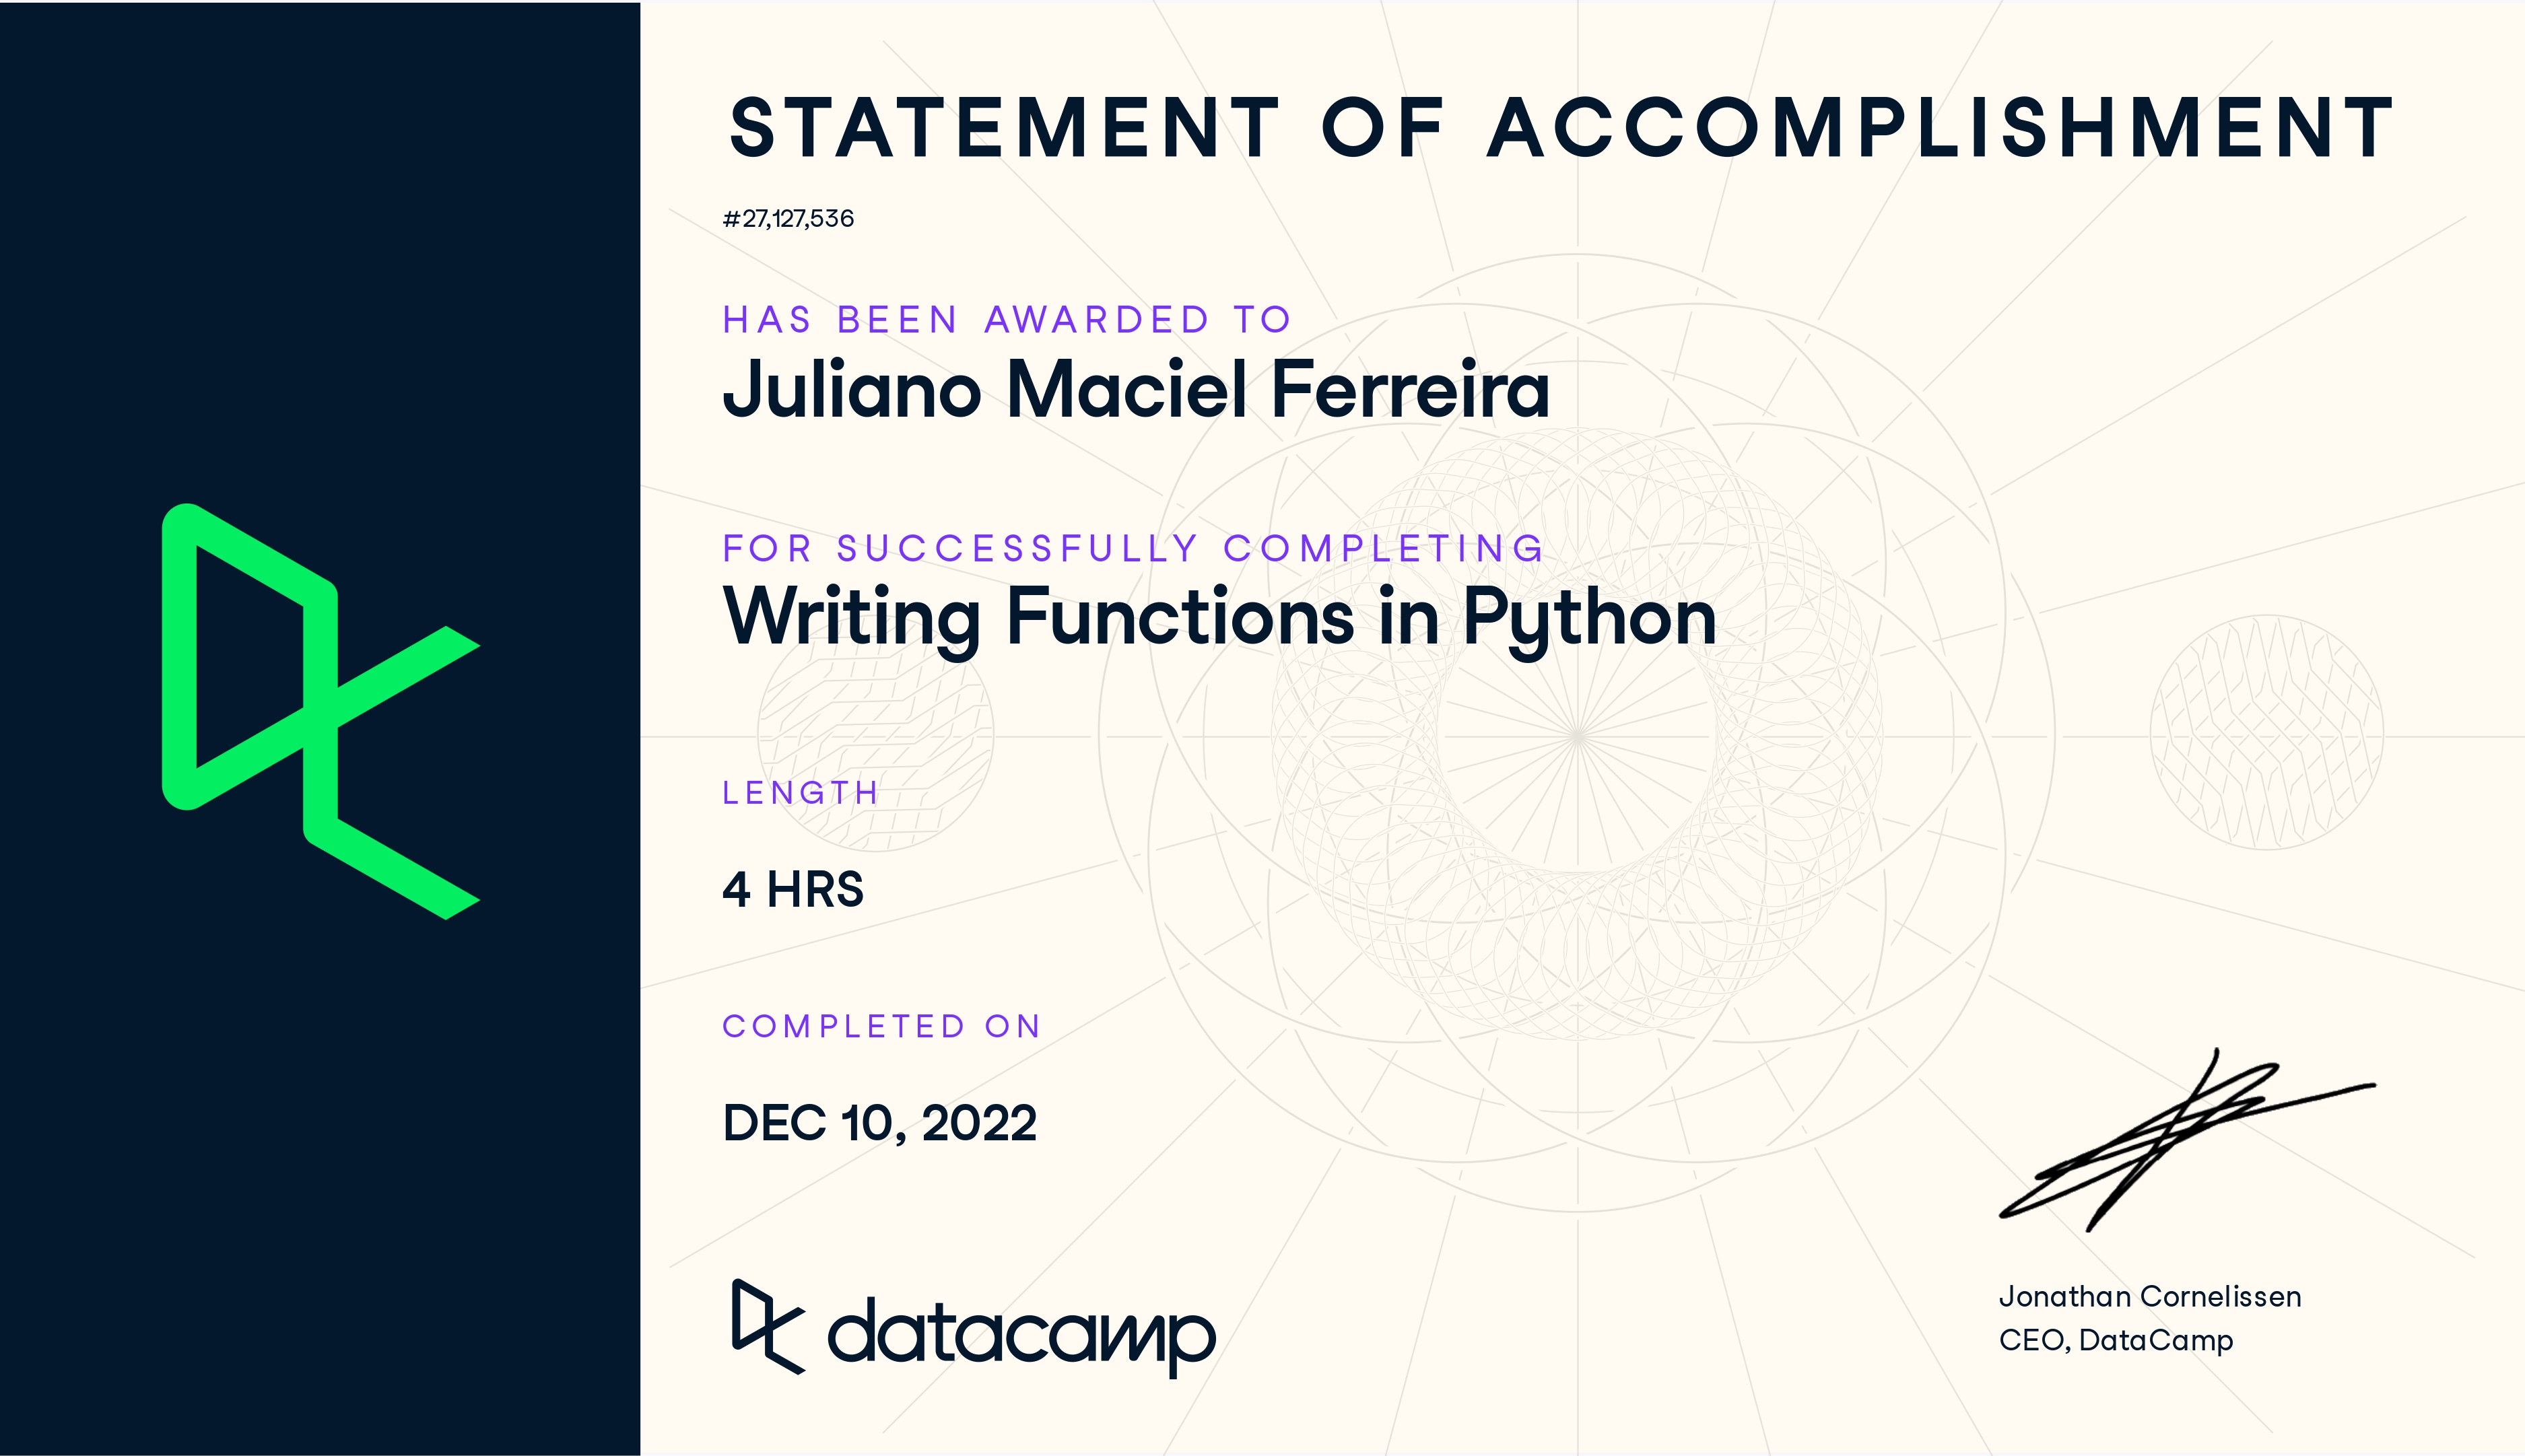 STATEMENT OF ACCOMPLISHMENT
#27,127,536
HAS BEEN AWARDED TO
Juliano Maciel Ferreira
FOR SUCCESSFULLY COMPLETING
Writing Functions in Python
LENGTH
4 HRS
COMPLETED ON
DEC 10, 2022
datacamp
Jonathan Cornelissen
CEO, DataCamp